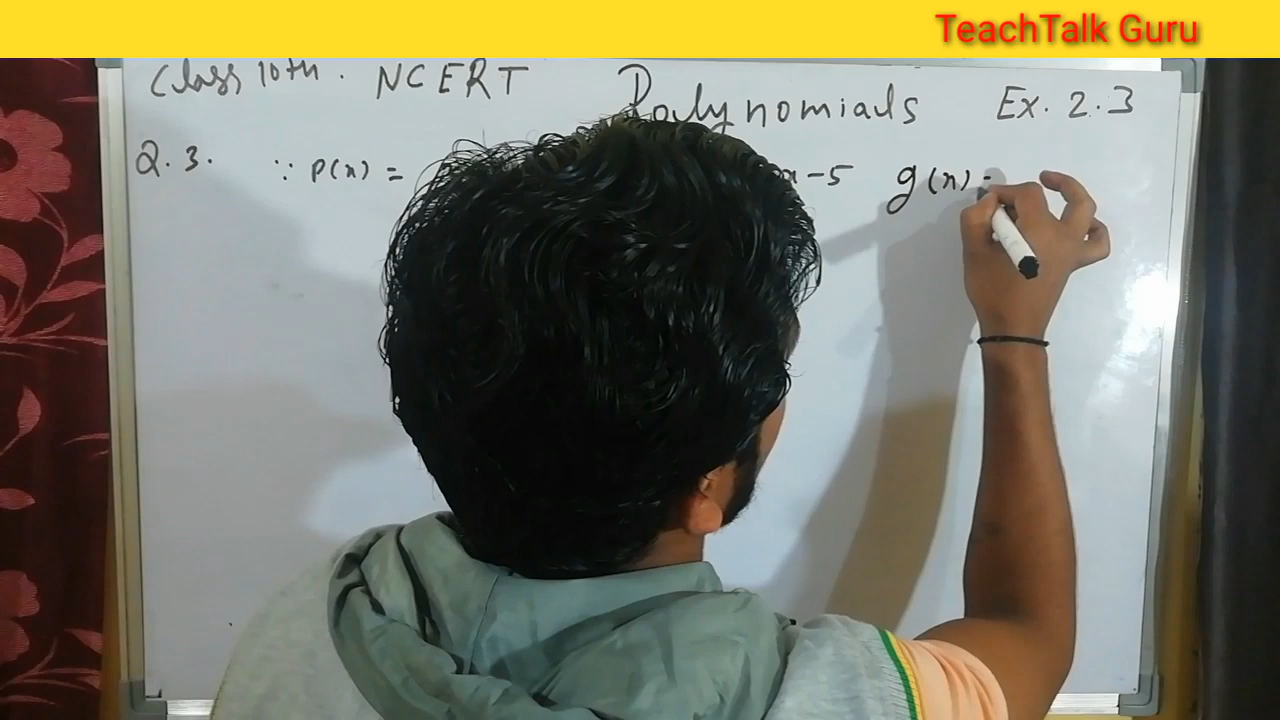 TeachTalk Guru
Class 10th. NCERT Polynomials Ex. 2.3
Q.3. ∵ p(x) = x-5 g(x) =